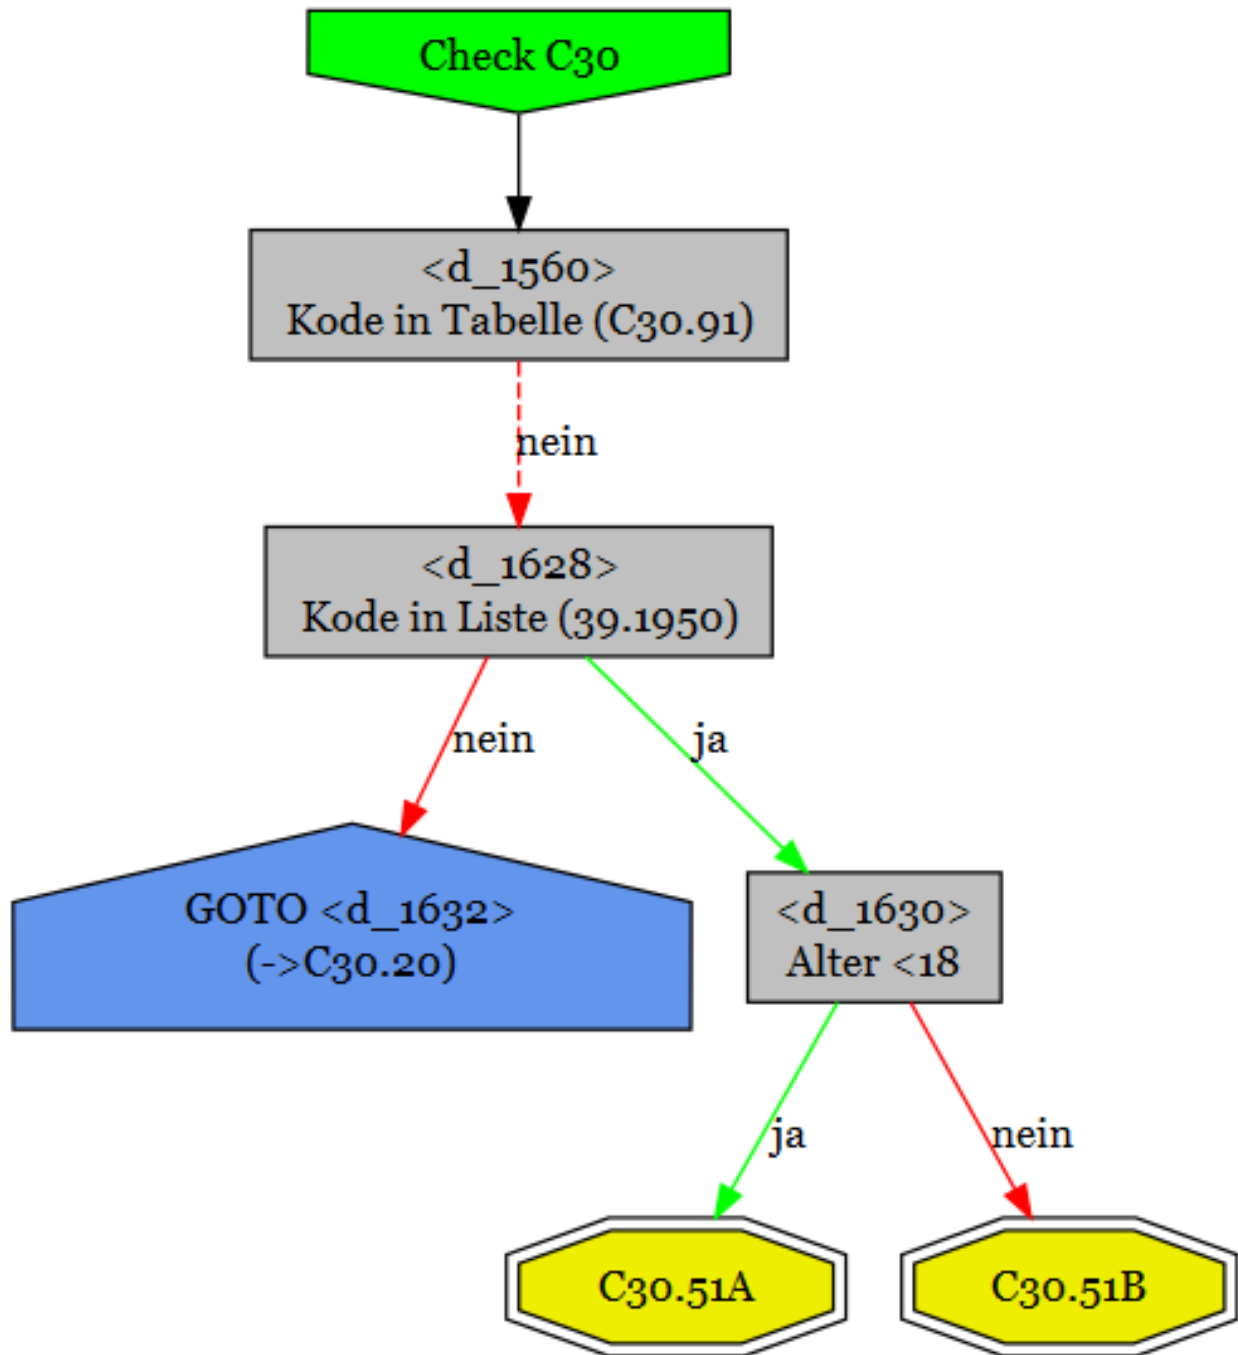 Check C30
<d_1560>
Kode in Tabelle (C30.91)
nein
<d_1628>
Kode in Liste (39.1950)
nein
ja
GOTO <d_1632>
(->C30.20)
<d_1630>
Alter <18
ja
nein
C30.51A
C30.51B